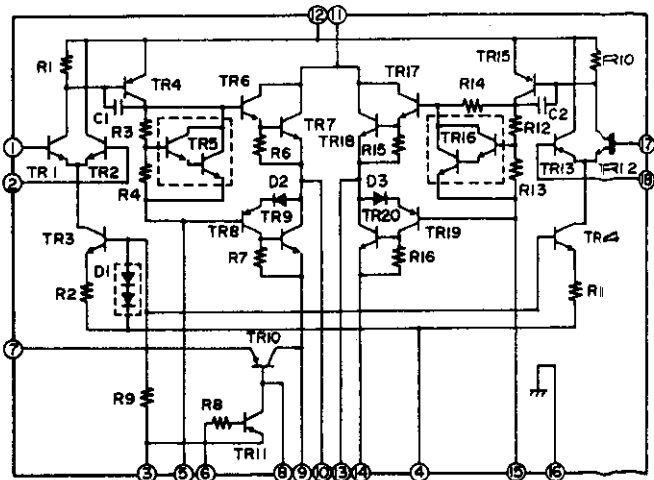 12 11
R1 TR4 TR6 TR17 TR15 R10
R14
C1 R3 TR5 TR7 TR18 TR16 R12 C2
1 R6 R15 17
TR1 TR2 R4 R13 TR13 TR12
2 D2 D3 18
TR9 TR20
TR3 TR8 TR19 TR14
D1 R7 R16
R2 R11
7 TR10
R9 R8
TR11
3 5 6 8 9 10 13 14 4 15 16